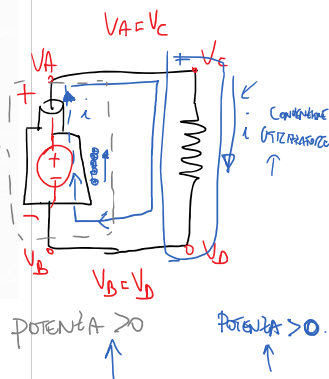 VA = VC
VA
VC
+
+
i
i
CONVENZIONE
UTILIZZATORE
+
−
−
VB
VD
VB = VD
POTENZA >0
POTENZA >0.